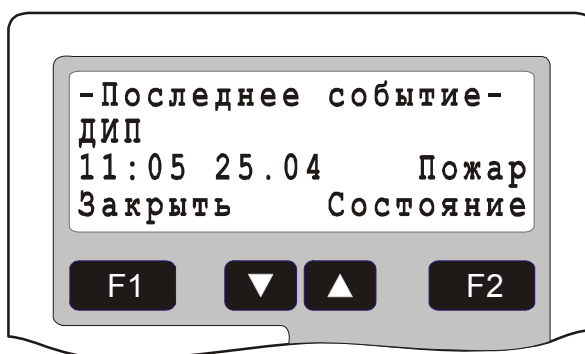 -Последнее событие-
ДИП
11:05 25.04 Пожар
Закрыть Состояние
F1 ▼ ▲ F2